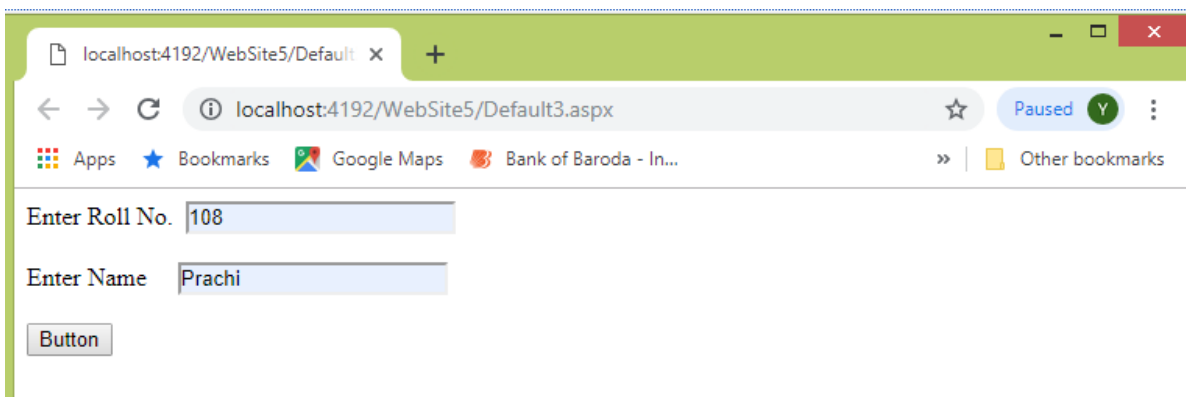 localhost:4192/WebSite5/Default
localhost:4192/WebSite5/Default3.aspx Paused Y
Apps Bookmarks Google Maps Bank of Baroda - In... » Other bookmarks
Enter Roll No. 108
Enter Name Prachi
Button